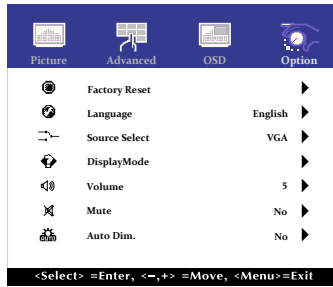 Picture Advanced OSD Option
Factory Reset
Language English
Source Select VGA
DisplayMode
Volume 5
Mute No
Auto Dim. No
<Select> =Enter, <−,+> =Move, <Menu>=Exit